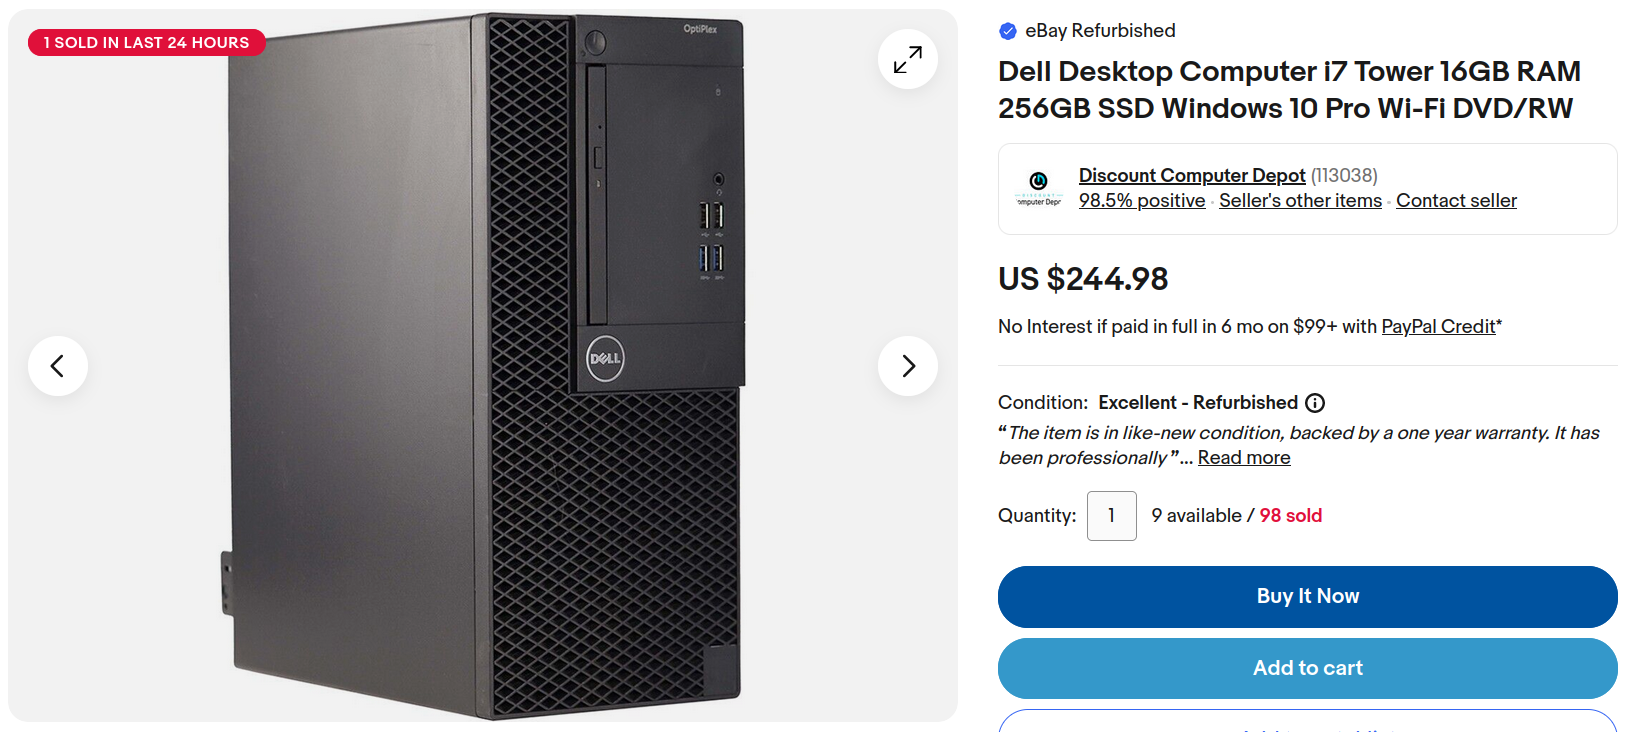 1 SOLD IN LAST 24 HOURS
OptiPlex
DELL
eBay Refurbished
Dell Desktop Computer i7 Tower 16GB RAM
256GB SSD Windows 10 Pro Wi-Fi DVD/RW
Discount Computer Depot (113038)
98.5% positive · Seller's other items · Contact seller
US $244.98
No Interest if paid in full in 6 mo on $99+ with PayPal Credit*
Condition: Excellent - Refurbished
“The item is in like-new condition, backed by a one year warranty. It has
been professionally ”... Read more
Quantity: 1 9 available / 98 sold
Buy It Now
Add to cart